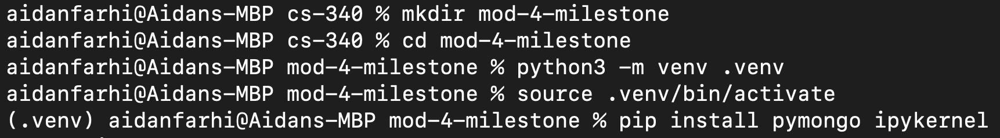 aidanfarhi@Aidans-MBP cs-340 % mkdir mod-4-milestone
aidanfarhi@Aidans-MBP cs-340 % cd mod-4-milestone
aidanfarhi@Aidans-MBP mod-4-milestone % python3 -m venv .venv
aidanfarhi@Aidans-MBP mod-4-milestone % source .venv/bin/activate
(.venv) aidanfarhi@Aidans-MBP mod-4-milestone % pip install pymongo ipykernel